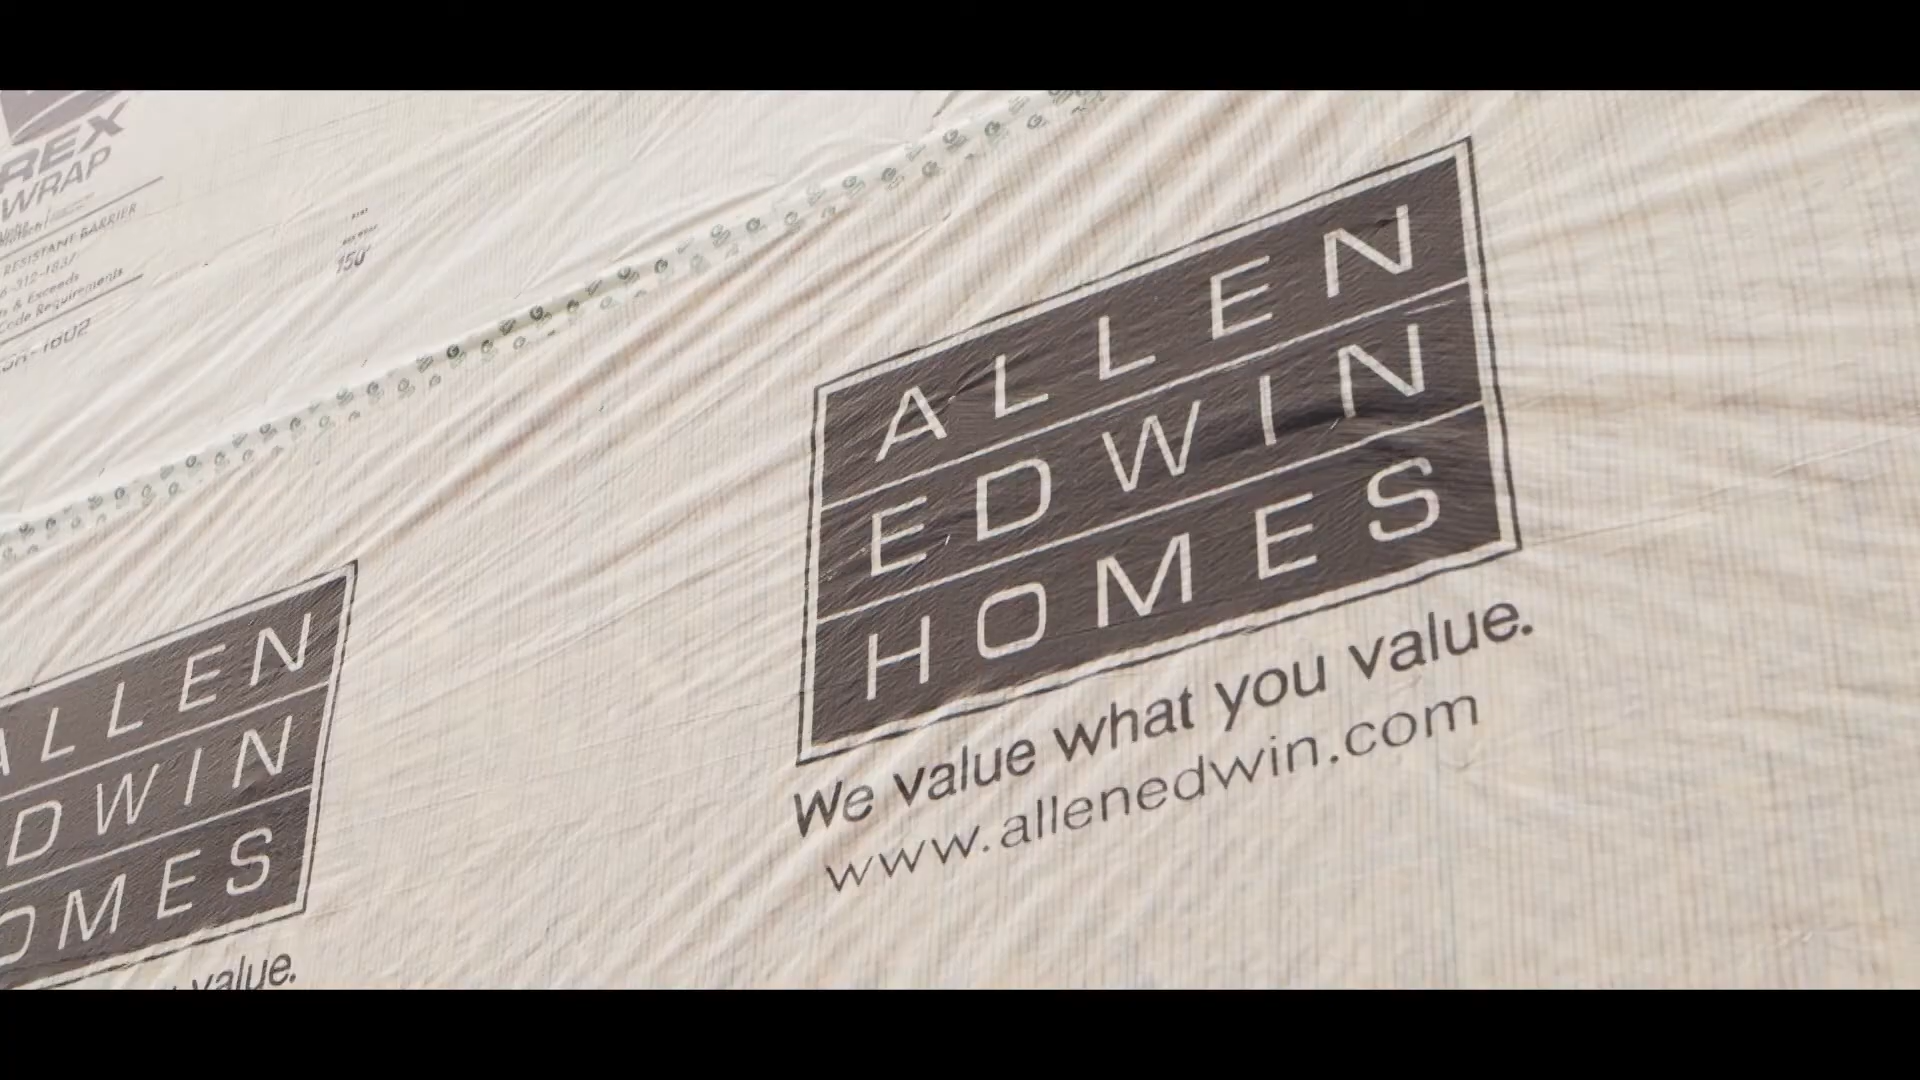 REX
WRAP
RESISTANT BARRIER
& Exceeds
Code Requirements
150'
ALLEN
EDWIN
HOMES
We value what you value.
www.allenedwin.com
ALLEN
DWIN
OMES
value.